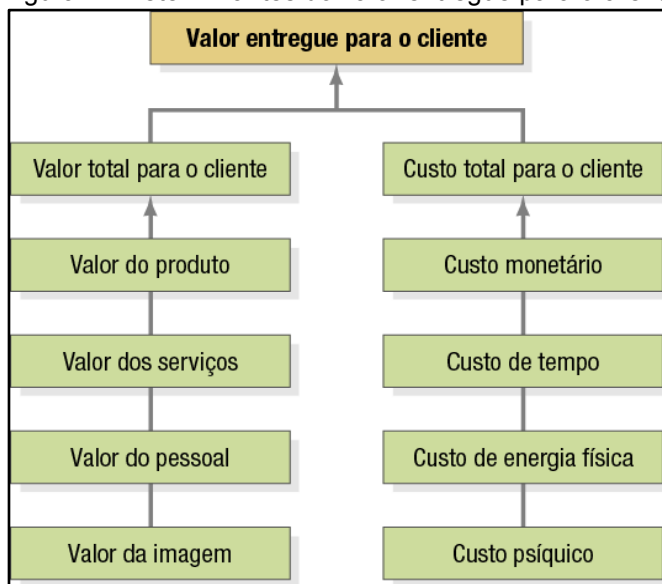 Valor entregue para o cliente
Valor total para o cliente
Valor do produto
Valor dos serviços
Valor do pessoal
Valor da imagem
Custo total para o cliente
Custo monetário
Custo de tempo
Custo de energia física
Custo psíquico